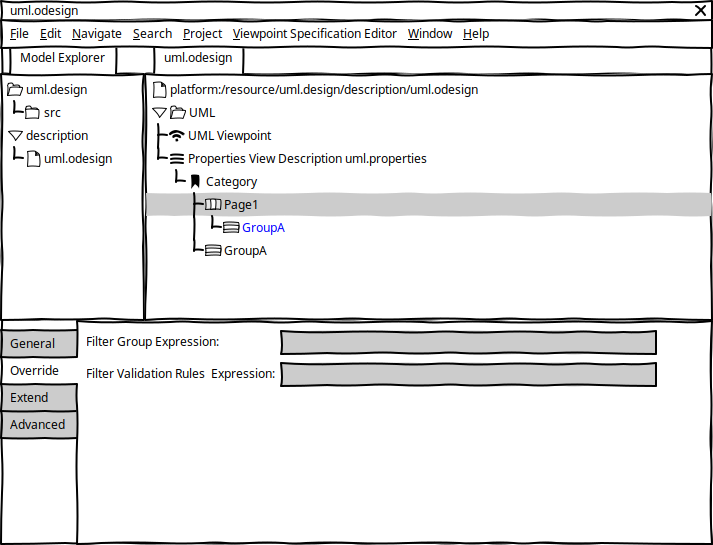 uml.odesign
File Edit Navigate Search Project Viewpoint Specification Editor Window Help
Model Explorer
uml.odesign
uml.design
src
description
uml.odesign
platform:/resource/uml.design/description/uml.odesign
UML
UML Viewpoint
Properties View Description uml.properties
Category
Page1
GroupA
GroupA
General
Override
Extend
Advanced
Filter Group Expression:
Filter Validation Rules Expression: